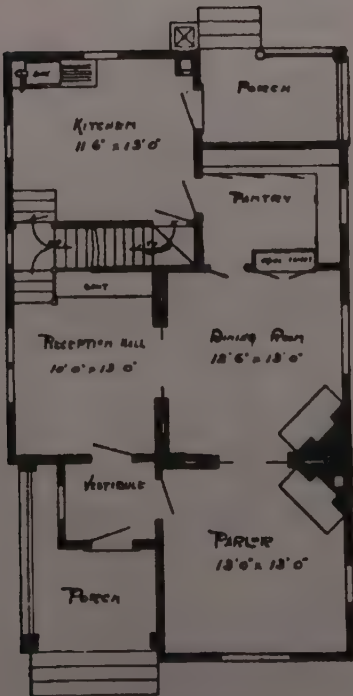 PORCH
KITCHEN
11'6" x 13'0"
PANTRY
SEAT
RECEPTION HALL
10'0" x 13'0"
DINING ROOM
12'6" x 13'0"
VESTIBULE
PARLOR
13'0" x 13'0"
PORCH